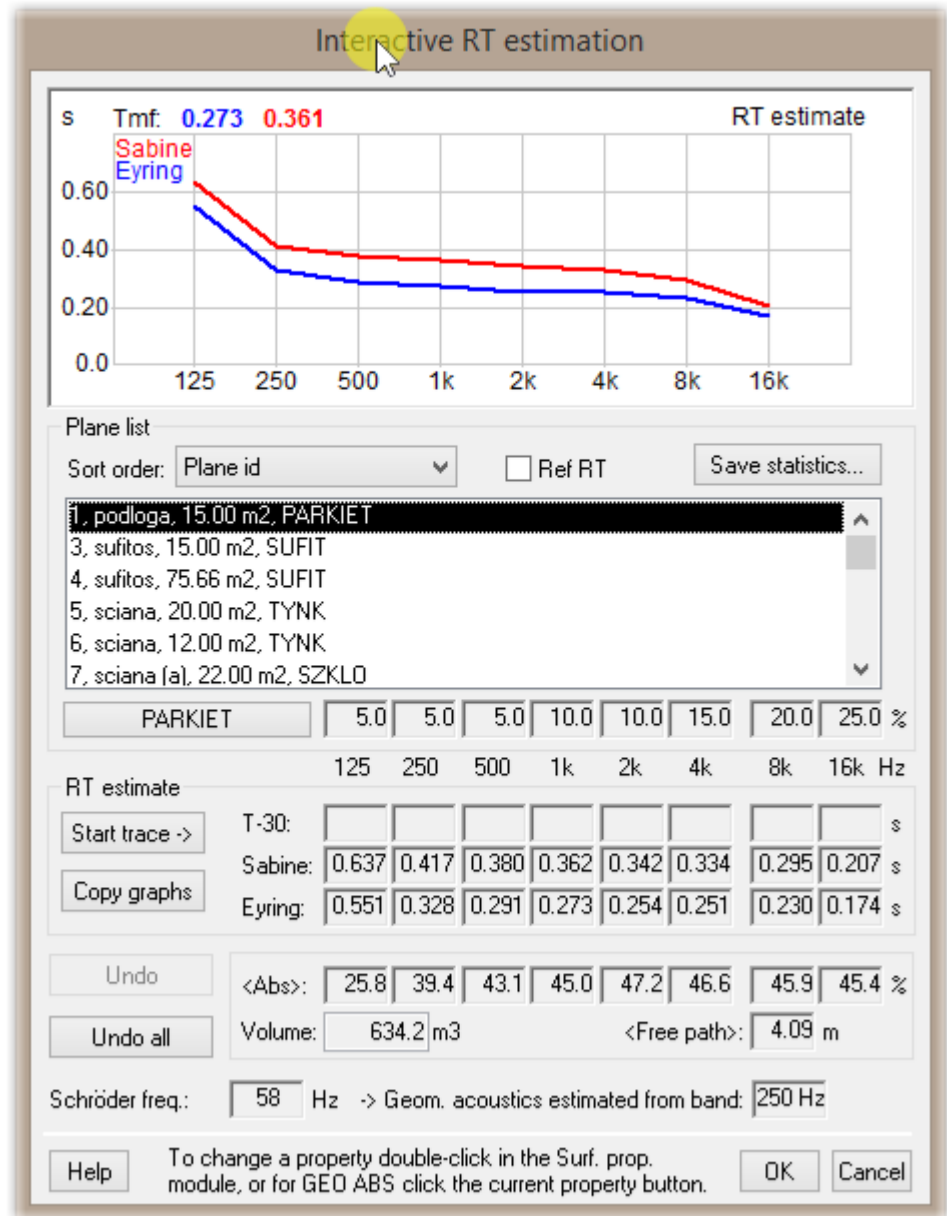 Interactive RT estimation
s Tmf: 0.273 0.361 RT estimate
Sabine
Eyring
0.60
0.40
0.20
0.0
125 250 500 1k 2k 4k 8k 16k
Plane list
Sort order: Plane id Ref RT Save statistics...
1, podloga, 15.00 m2, PARKIET
3, sufitos, 15.00 m2, SUFIT
4, sufitos, 75.66 m2, SUFIT
5, sciana, 20.00 m2, TYNK
6, sciana, 12.00 m2, TYNK
7, sciana (a), 22.00 m2, SZKLO
PARKIET 5.0 5.0 5.0 10.0 10.0 15.0 20.0 25.0 %
125 250 500 1k 2k 4k 8k 16k Hz
RT estimate
Start trace -> T-30: s
Sabine: 0.637 0.417 0.380 0.362 0.342 0.334 0.295 0.207 s
Copy graphs
Eyring: 0.551 0.328 0.291 0.273 0.254 0.251 0.230 0.174 s
Undo <Abs>: 25.8 39.4 43.1 45.0 47.2 46.6 45.9 45.4 %
Undo all Volume: 634.2 m3 <Free path>: 4.09 m
Schröder freq.: 58 Hz -> Geom. acoustics estimated from band: 250 Hz
Help To change a property double-click in the Surf. prop. OK Cancel
module, or for GEO ABS click the current property button.